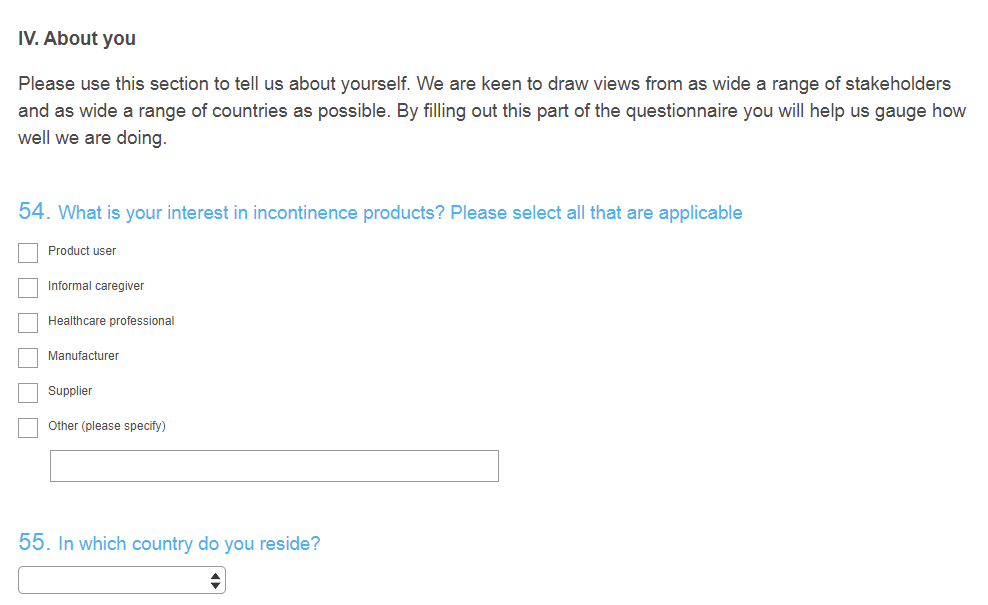 IV. About you
Please use this section to tell us about yourself. We are keen to draw views from as wide a range of stakeholders
and as wide a range of countries as possible. By filling out this part of the questionnaire you will help us gauge how
well we are doing.
54. What is your interest in incontinence products? Please select all that are applicable
Product user
Informal caregiver
Healthcare professional
Manufacturer
Supplier
Other (please specify)
55. In which country do you reside?